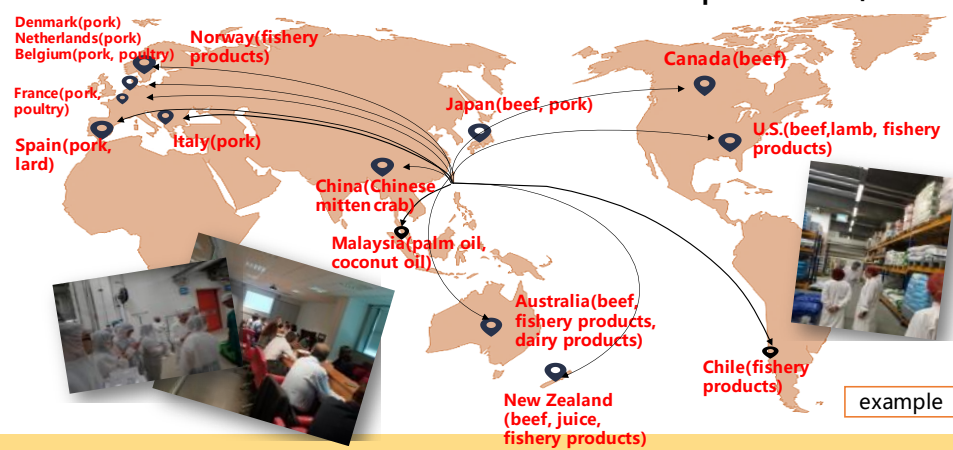 Denmark(pork)
Netherlands(pork)
Belgium(pork, poultry)
Norway(fishery
products)
France(pork,
poultry)
Spain(pork,
lard)
Italy(pork)
China(Chinese
mitten crab)
Malaysia(palm oil,
coconut oil)
Japan(beef, pork)
Canada(beef)
U.S.(beef,lamb, fishery
products)
Australia(beef,
fishery products,
dairy products)
New Zealand
(beef, juice,
fishery products)
Chile(fishery
products)
example